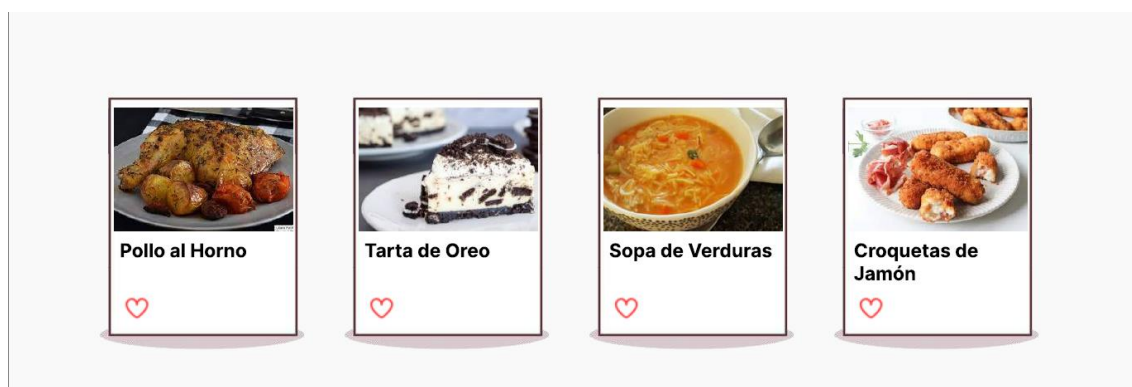 Pollo al Horno
Tarta de Oreo
Sopa de Verduras
Croquetas de
Jamón